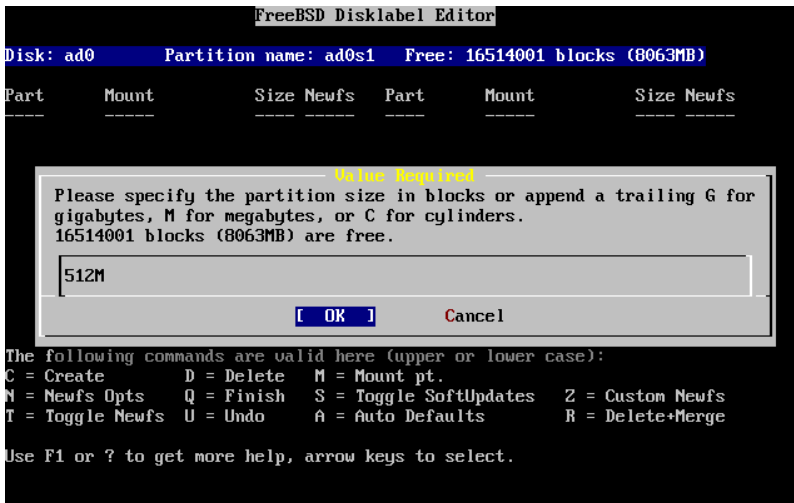 FreeBSD Disklabel Editor
Disk: ad0 Partition name: ad0s1 Free: 16514001 blocks (8063MB)
Part Mount Size Newfs Part Mount Size Newfs
---- ----- ---- ----- ---- ----- ---- -----
Value Required
Please specify the partition size in blocks or append a trailing G for
gigabytes, M for megabytes, or C for cylinders.
16514001 blocks (8063MB) are free.
512M
[ OK ] Cancel
The following commands are valid here (upper or lower case):
C = Create D = Delete M = Mount pt.
N = Newfs Opts Q = Finish S = Toggle SoftUpdates Z = Custom Newfs
T = Toggle Newfs U = Undo A = Auto Defaults R = Delete+Merge
Use F1 or ? to get more help, arrow keys to select.